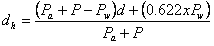 d_h = ((P_a + P - P_w)d + (0.622xP_w)) / (P_a + P)